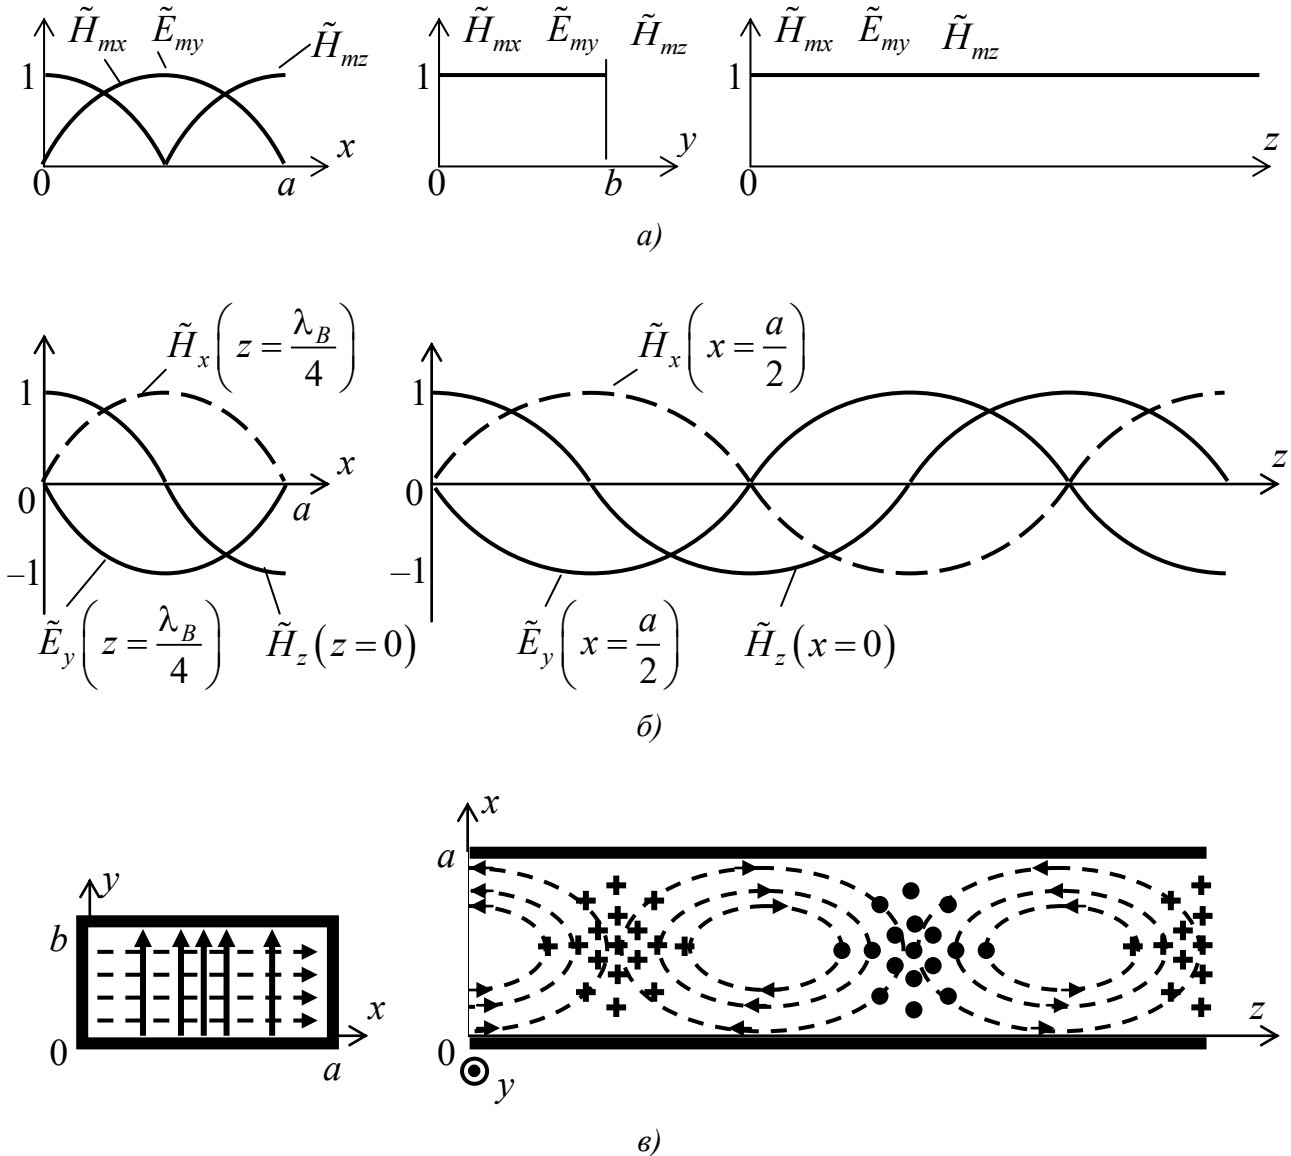 H̃mx Ẽmy H̃mz
1
0 a x
H̃mx Ẽmy H̃mz
1
0 b y
H̃mx Ẽmy H̃mz
1
0 z
а)
H̃x(z = λB/4)
1
x
0 a
–1
Ẽy(z = λB/4) H̃z(z = 0)
H̃x(x = a/2)
1
z
0
–1
Ẽy(x = a/2) H̃z(x = 0)
б)
y
b
x
0 a
x
a
z
0
y
в)